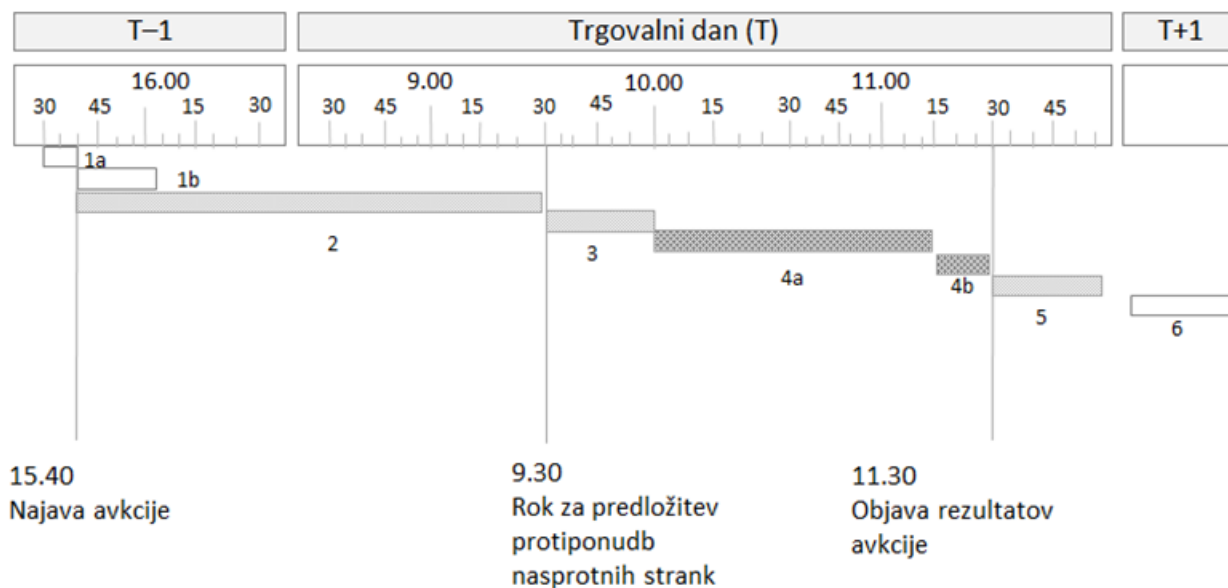 T–1 Trgovalni dan (T) T+1
16.00 9.00 10.00 11.00
30 45 15 30 30 45 15 30 45 15 30 45 15 30 45
1a
1b
2
3
4a
4b
5
6
15.40
Najava avkcije
9.30
Rok za predložitev
protiponudb
nasprotnih strank
11.30
Objava rezultatov
avkcije